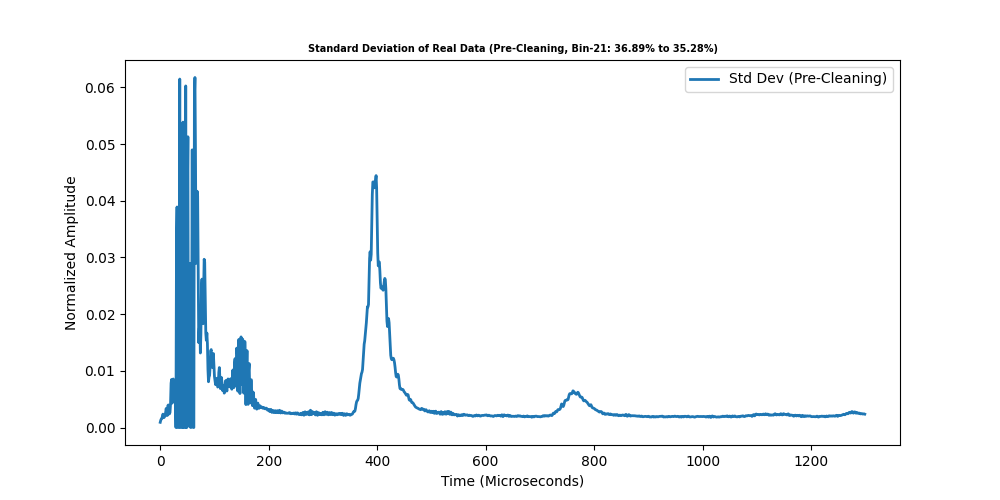 Standard Deviation of Real Data (Pre-Cleaning, Bin-21: 36.89% to 35.28%)
Std Dev (Pre-Cleaning)
Normalized Amplitude
0.06
0.05
0.04
0.03
0.02
0.01
0.00
0 200 400 600 800 1000 1200
Time (Microseconds)